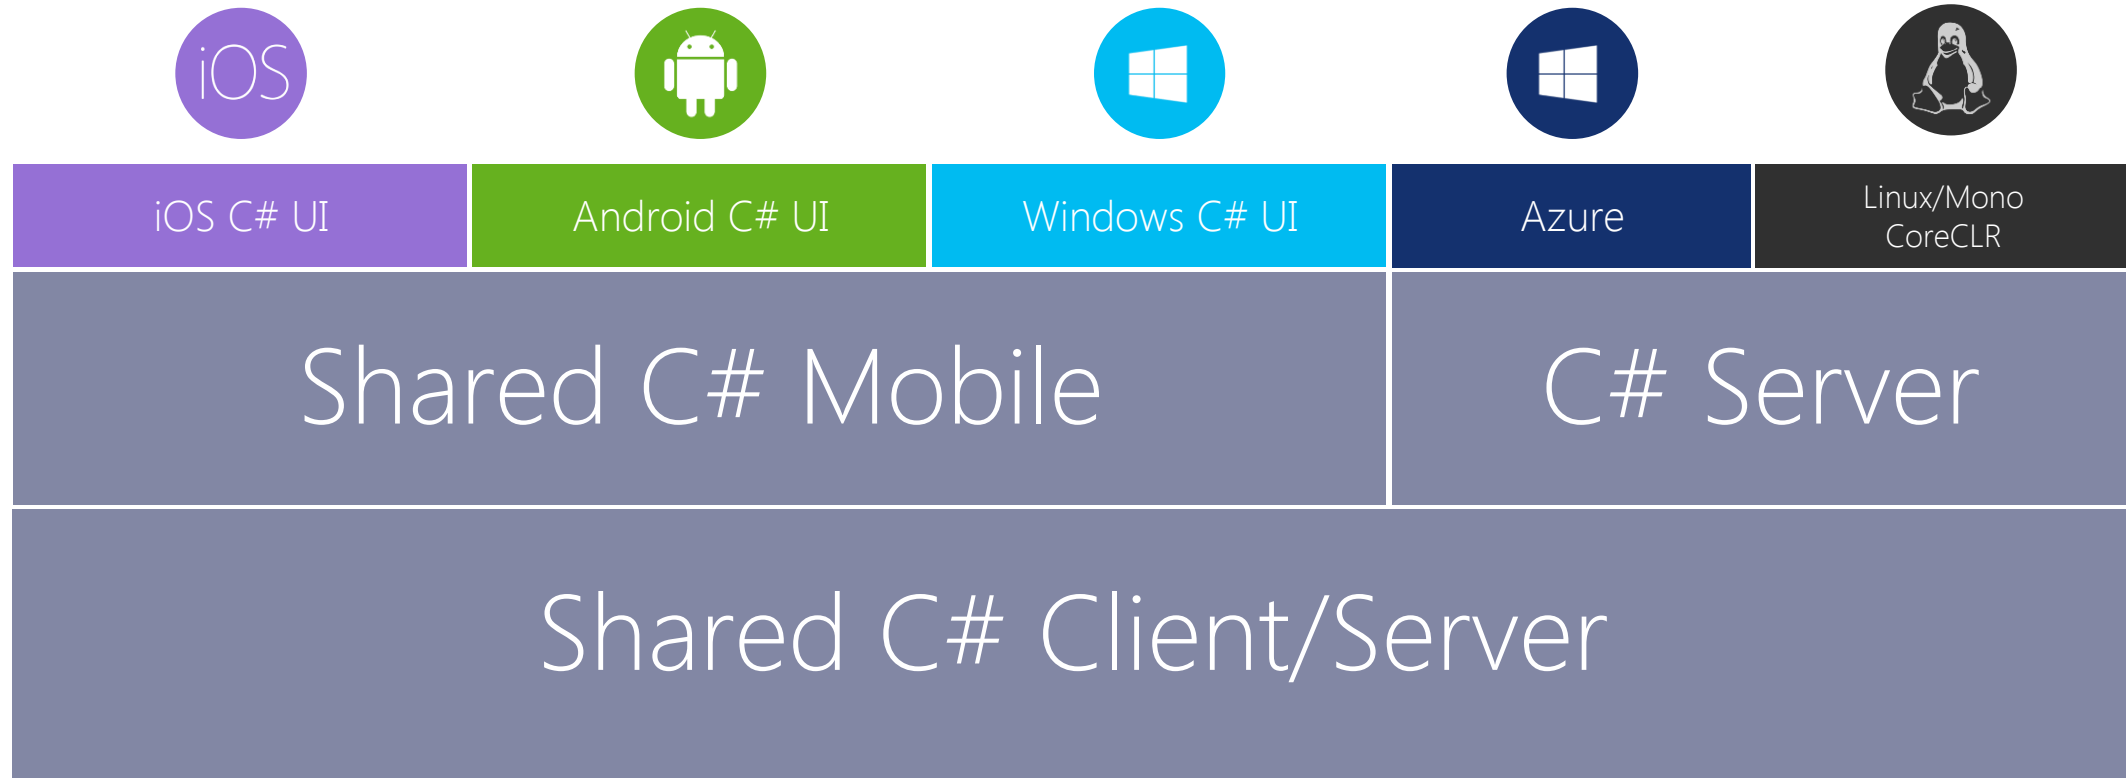 iOS
iOS C# UI
Android C# UI
Windows C# UI
Azure
Linux/Mono
CoreCLR
Shared C# Mobile
C# Server
Shared C# Client/Server